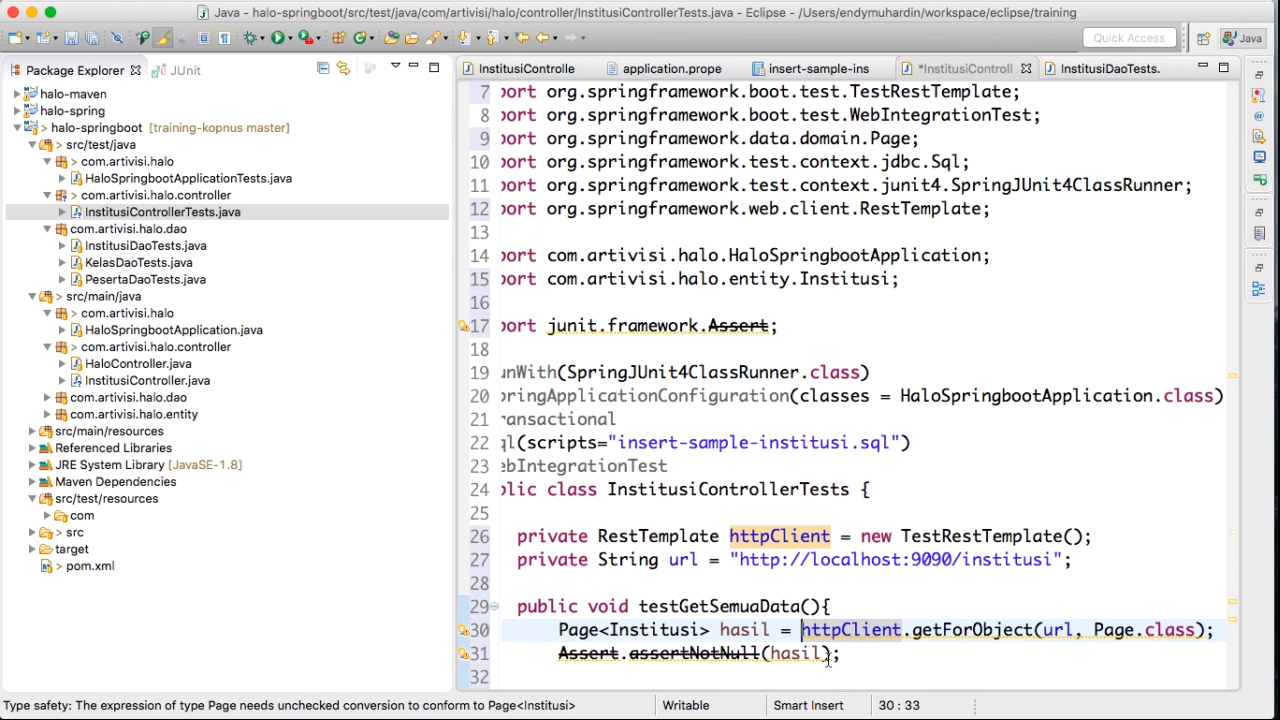 Java - halo-springboot/src/test/java/com/artivisi/halo/controller/InstitusiControllerTests.java - Eclipse - /Users/endymuhardin/workspace/eclipse/training
Quick Access
Java
Package Explorer
JUnit
InstitusiControlle
application.prope
insert-sample-ins
*InstitusiControll
InstitusiDaoTests.
> halo-maven
halo-spring
> halo-springboot [training-kopnus master]
> src/test/java
> com.artivisi.halo
> HaloSpringbootApplicationTests.java
> com.artivisi.halo.controller
InstitusiControllerTests.java
com.artivisi.halo.dao
InstitusiDaoTests.java
KelasDaoTests.java
PesertaDaoTests.java
> src/main/java
> com.artivisi.halo
> HaloSpringbootApplication.java
> com.artivisi.halo.controller
HaloController.java
InstitusiController.java
com.artivisi.halo.dao
com.artivisi.halo.entity
> src/main/resources
Referenced Libraries
JRE System Library [JavaSE-1.8]
Maven Dependencies
src/test/resources
> com
> src
target
> pom.xml
7 port org.springframework.boot.test.TestRestTemplate;
8 port org.springframework.boot.test.WebIntegrationTest;
9 port org.springframework.data.domain.Page;
10 port org.springframework.test.context.jdbc.Sql;
11 port org.springframework.test.context.junit4.SpringJUnit4ClassRunner;
12 port org.springframework.web.client.RestTemplate;
13
14 port com.artivisi.halo.HaloSpringbootApplication;
15 port com.artivisi.halo.entity.Institusi;
16
17 port junit.framework.Assert;
18
19 unWith(SpringJUnit4ClassRunner.class)
20 pringApplicationConfiguration(classes = HaloSpringbootApplication.class)
21 ransactional
22 ql(scripts="insert-sample-institusi.sql")
23 ebIntegrationTest
24 blic class InstitusiControllerTests {
25
26 private RestTemplate httpClient = new TestRestTemplate();
27 private String url = "http://localhost:9090/institusi";
28
29 public void testGetSemuaData(){
30 Page<Institusi> hasil = httpClient.getForObject(url, Page.class);
31 Assert.assertNotNull(hasil);
32
Type safety: The expression of type Page needs unchecked conversion to conform to Page<Institusi>
Writable
Smart Insert
30 : 33